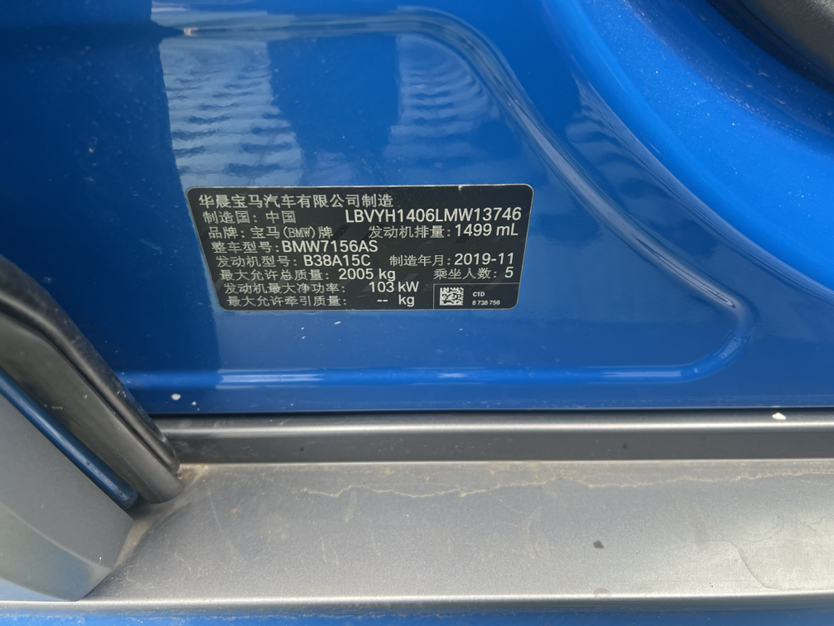 华晨宝马汽车有限公司制造
制造国: 中国 LBVYH1406LMW13746
品牌: 宝马(BMW)牌 发动机排量: 1499 mL
整车型号: BMW7156AS
发动机型号: B38A15C 制造年月: 2019-11
最大允许总质量: 2005 kg 乘坐人数: 5
发动机最大净功率: 103 kW
最大允许牵引质量: -- kg
C1D
8 738 756